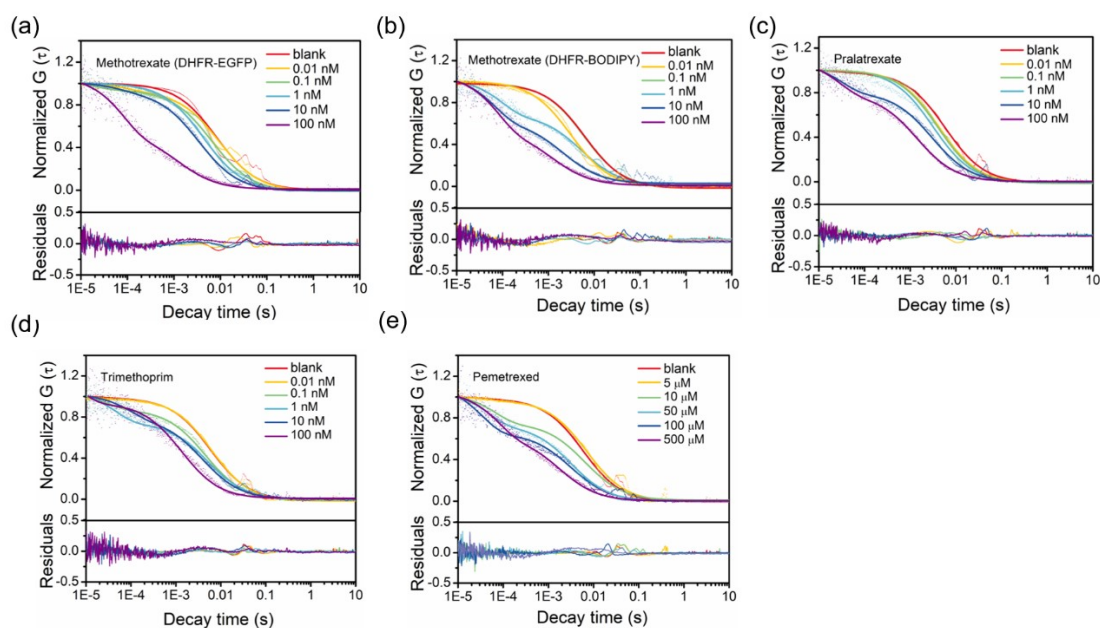 (a)
Normalized G (τ)
1.2
0.8
0.4
0.0
Methotrexate (DHFR-EGFP)
blank
0.01 nM
0.1 nM
1 nM
10 nM
100 nM
Residuals
0.5
0.0
-0.5
1E-5 1E-4 1E-3 0.01 0.1 1 10
Decay time (s)
(b)
Normalized G (τ)
1.2
0.8
0.4
0.0
Methotrexate (DHFR-BODIPY)
blank
0.01 nM
0.1 nM
1 nM
10 nM
100 nM
Residuals
0.5
0.0
-0.5
1E-5 1E-4 1E-3 0.01 0.1 1 10
Decay time (s)
(c)
Normalized G (τ)
1.2
0.8
0.4
0.0
Pralatrexate
blank
0.01 nM
0.1 nM
1 nM
10 nM
100 nM
Residuals
0.5
0.0
-0.5
1E-5 1E-4 1E-3 0.01 0.1 1 10
Decay time (s)
(d)
Normalized G (τ)
1.2
0.8
0.4
0.0
Trimethoprim
blank
0.01 nM
0.1 nM
1 nM
10 nM
100 nM
Residuals
0.5
0.0
-0.5
1E-5 1E-4 1E-3 0.01 0.1 1 10
Decay time (s)
(e)
Normalized G (τ)
1.2
0.8
0.4
0.0
Pemetrexed
blank
5 μM
10 μM
50 μM
100 μM
500 μM
Residuals
0.5
0.0
-0.5
1E-5 1E-4 1E-3 0.01 0.1 1 10
Decay time (s)